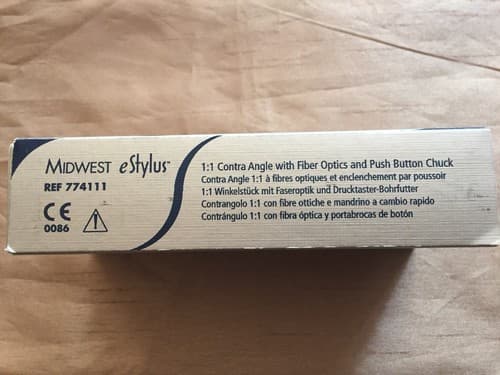 MIDWEST eStylus™
REF 774111
CE
0086
1:1 Contra Angle with Fiber Optics and Push Button Chuck
Contra Angle 1:1 à fibres optiques et enclenchement par poussoir
1:1 Winkelstück mit Faseroptik und Drucktaster-Bohrfutter
Contrangolo 1:1 con fibre ottiche e mandrino a cambio rapido
Contrángulo 1:1 con fibra óptica y portabrocas de botón